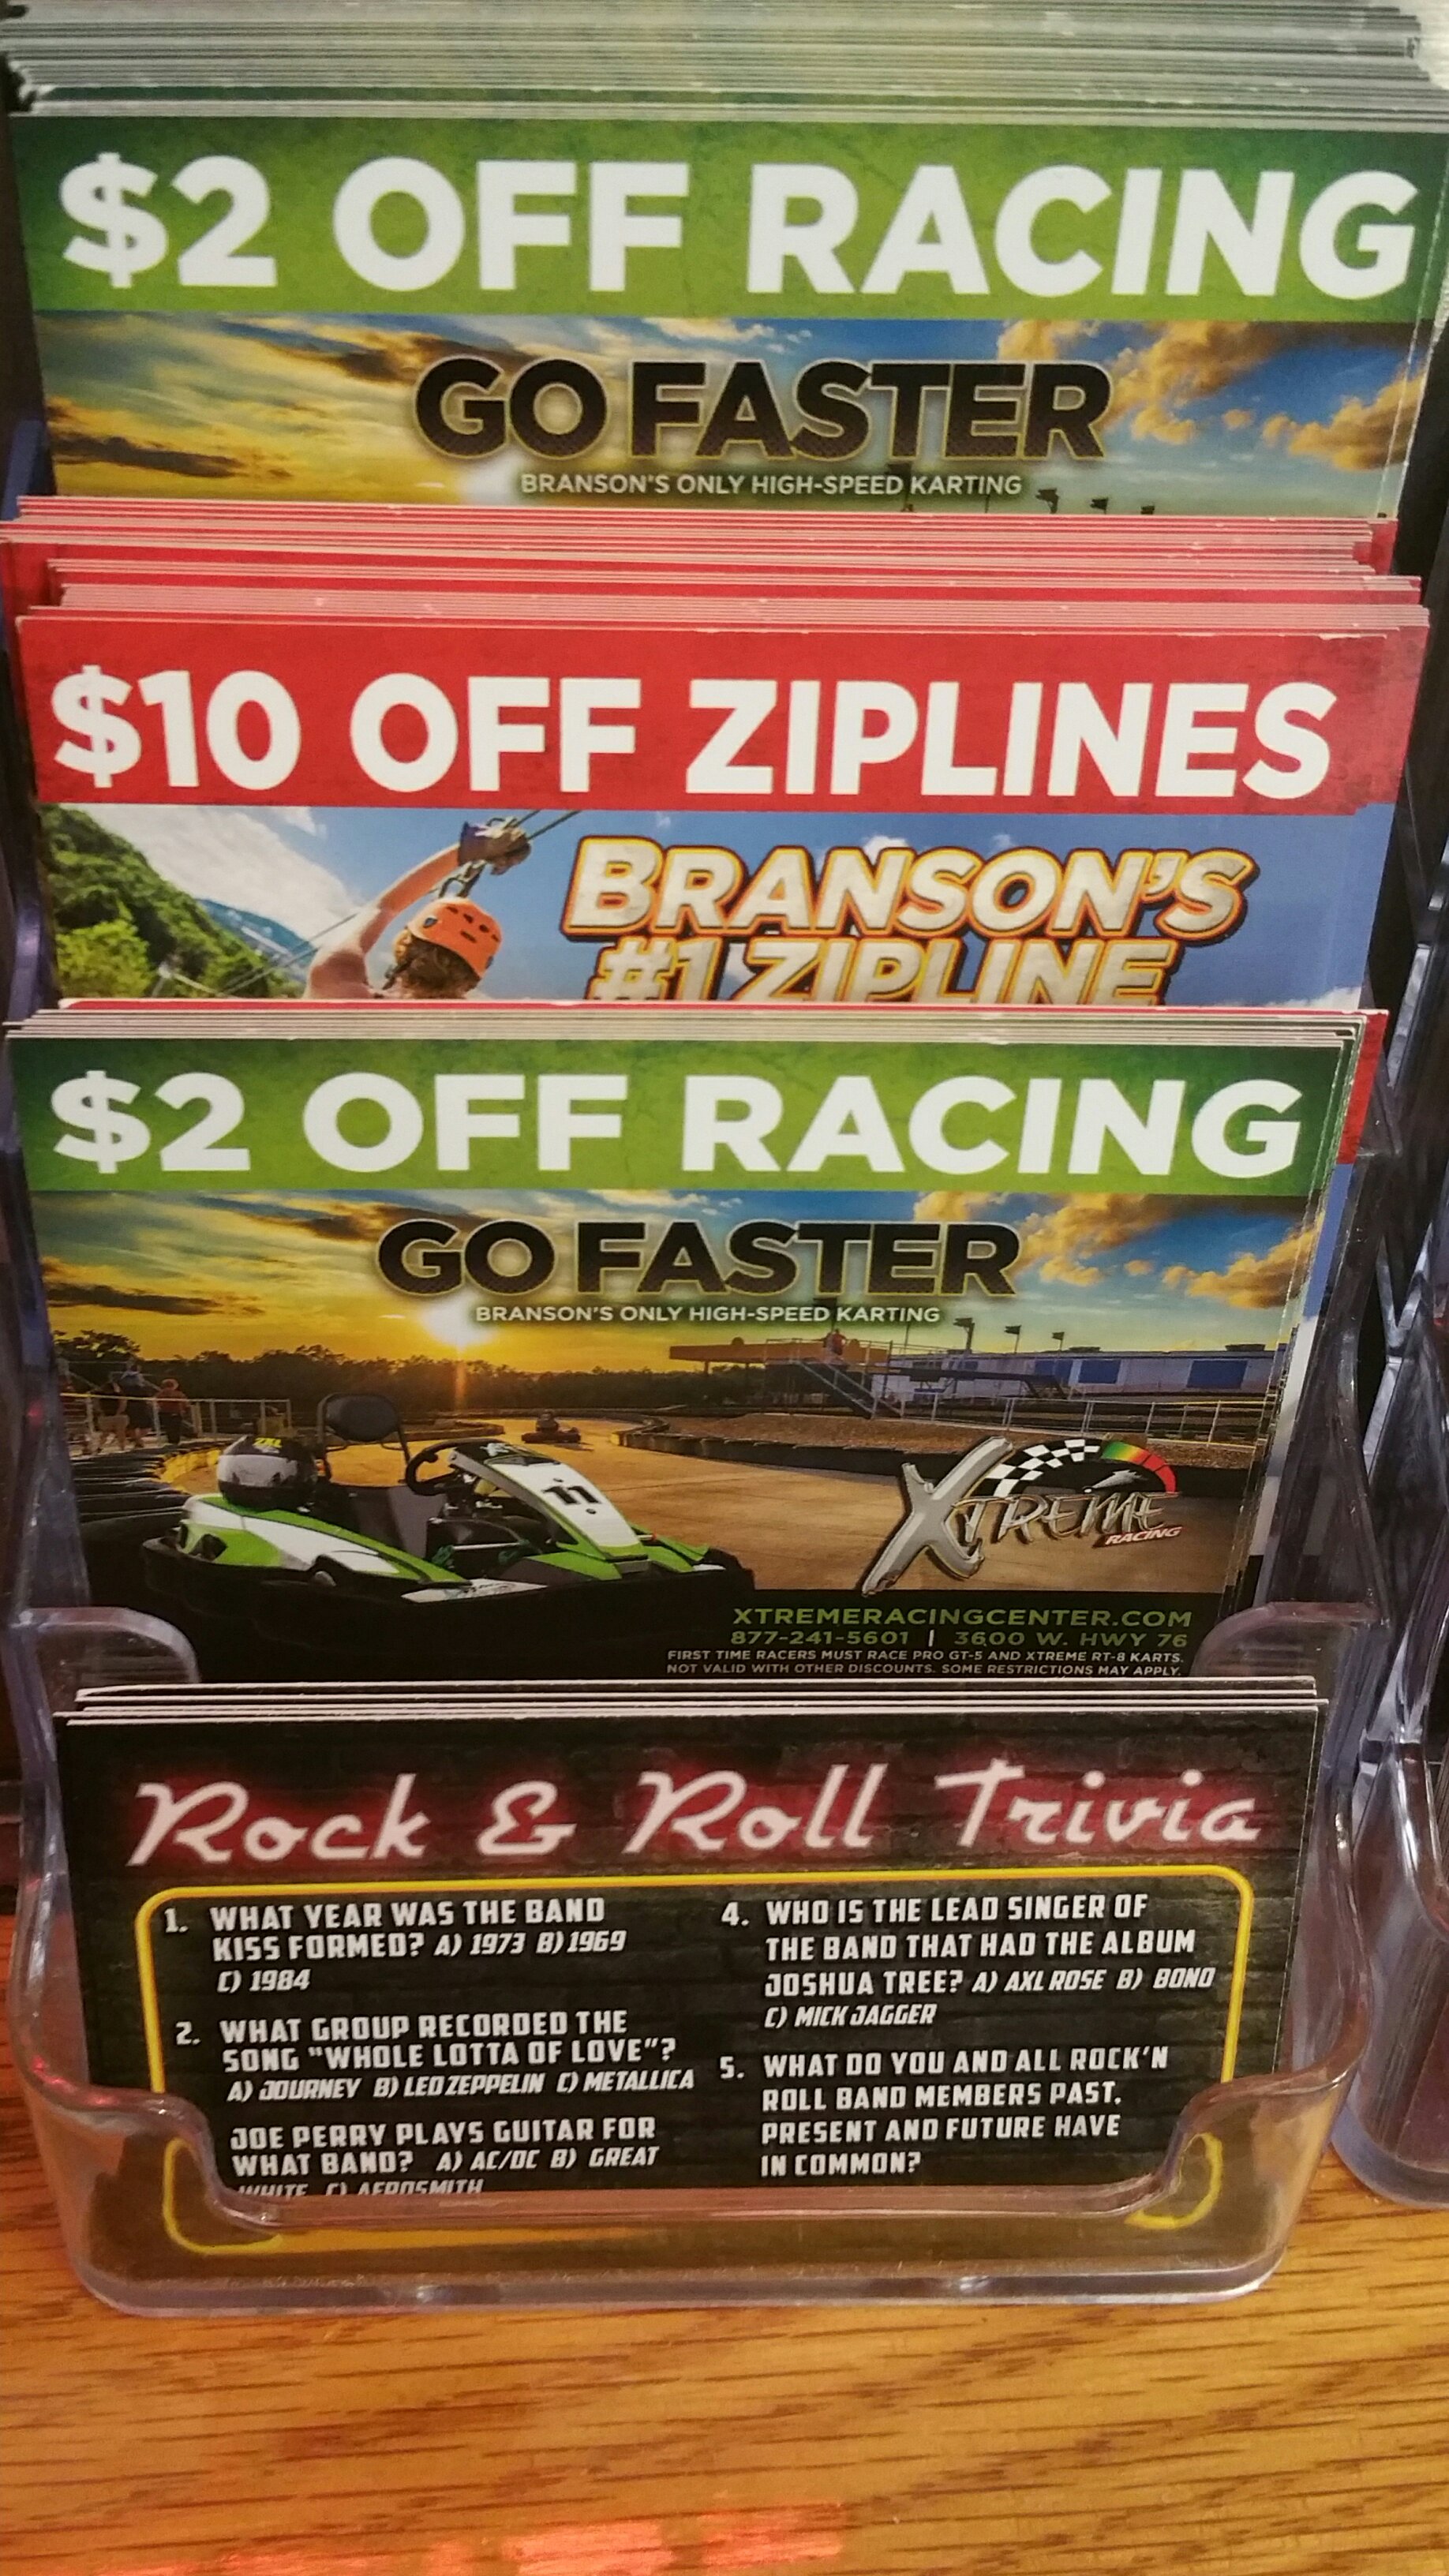 $2 OFF RACING
GO FASTER
BRANSON'S ONLY HIGH-SPEED KARTING
$10 OFF ZIPLINES
BRANSON'S
#1 ZIPLINE
$2 OFF RACING
GO FASTER
BRANSON'S ONLY HIGH-SPEED KARTING
2XL
11
XTREME
RACING
XTREMERACINGCENTER.COM
877-241-5601 | 3600 W. HWY 76
FIRST TIME RACERS MUST RACE PRO GT-5 AND XTREME RT-8 KARTS.
NOT VALID WITH OTHER DISCOUNTS. SOME RESTRICTIONS MAY APPLY.
Rock & Roll Trivia
1. WHAT YEAR WAS THE BAND
KISS FORMED? A) 1973 B) 1969
C) 1984
2. WHAT GROUP RECORDED THE
SONG "WHOLE LOTTA OF LOVE"?
A) JOURNEY B) LED ZEPPELIN C) METALLICA
JOE PERRY PLAYS GUITAR FOR
WHAT BAND? A) AC/DC B) GREAT
WHITE C) AEROSMITH
4. WHO IS THE LEAD SINGER OF
THE BAND THAT HAD THE ALBUM
JOSHUA TREE? A) AXL ROSE B) BONO
C) MICK JAGGER
5. WHAT DO YOU AND ALL ROCK'N
ROLL BAND MEMBERS PAST,
PRESENT AND FUTURE HAVE
IN COMMON?